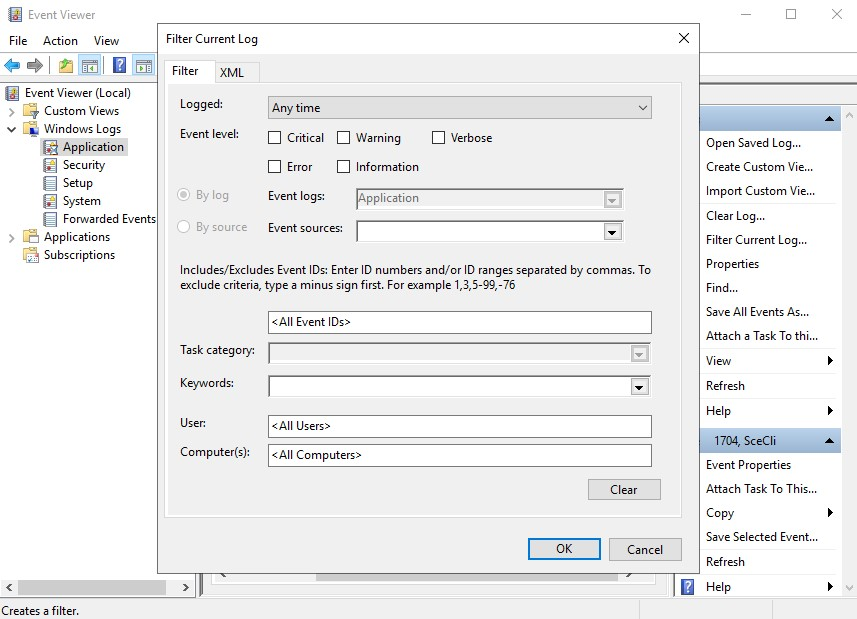 Event Viewer
File Action View
Event Viewer (Local)
Custom Views
Windows Logs
Application
Security
Setup
System
Forwarded Events
Applications
Subscriptions
Filter Current Log
Filter
XML
Logged:
Any time
Event level:
Critical
Warning
Verbose
Error
Information
By log
Event logs:
Application
By source
Event sources:
Includes/Excludes Event IDs: Enter ID numbers and/or ID ranges separated by commas. To
exclude criteria, type a minus sign first. For example 1,3,5-99,-76
<All Event IDs>
Task category:
Keywords:
User:
<All Users>
Computer(s):
<All Computers>
Clear
OK
Cancel
Open Saved Log...
Create Custom Vie...
Import Custom Vie...
Clear Log...
Filter Current Log...
Properties
Find...
Save All Events As...
Attach a Task To thi...
View
Refresh
Help
1704, SceCli
Event Properties
Attach Task To This...
Copy
Save Selected Event...
Refresh
Help
Creates a filter.